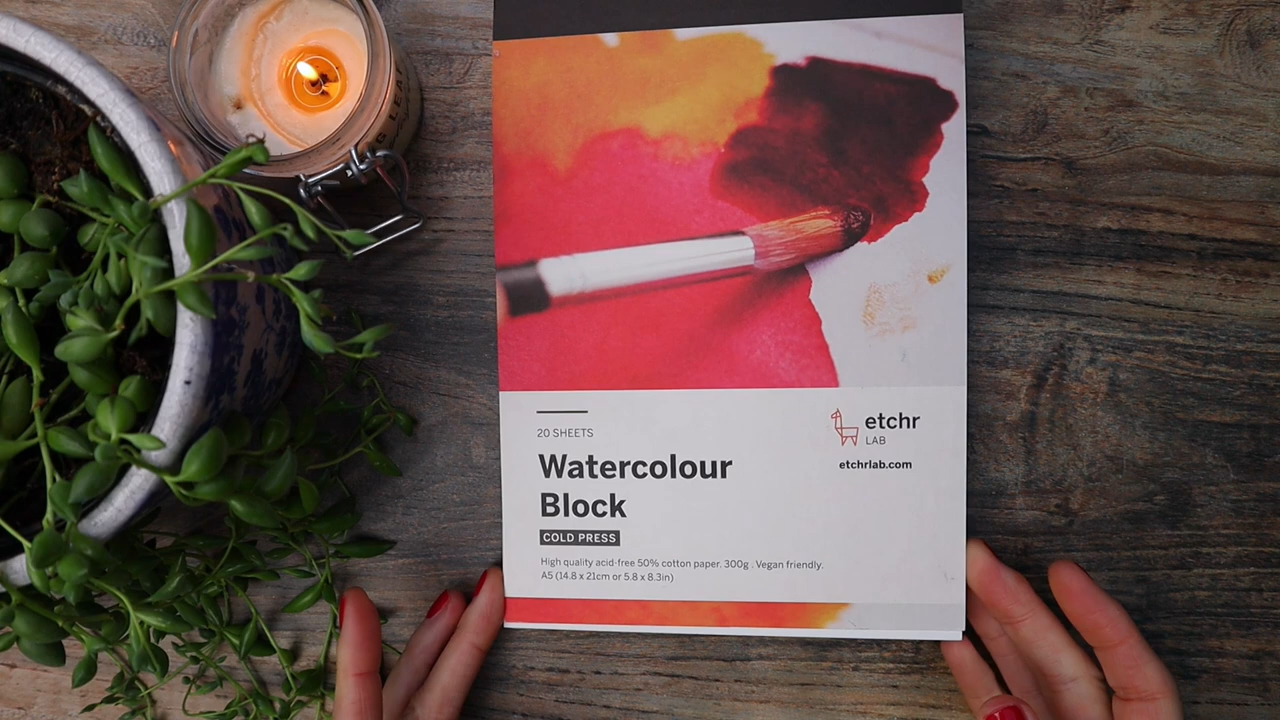 20 SHEETS
Watercolour
Block
COLD PRESS
High quality acid-free 50% cotton paper. 300g . Vegan friendly.
A5 (14.8 x 21cm or 5.8 x 8.3in)
etchr
LAB
etchrlab.com